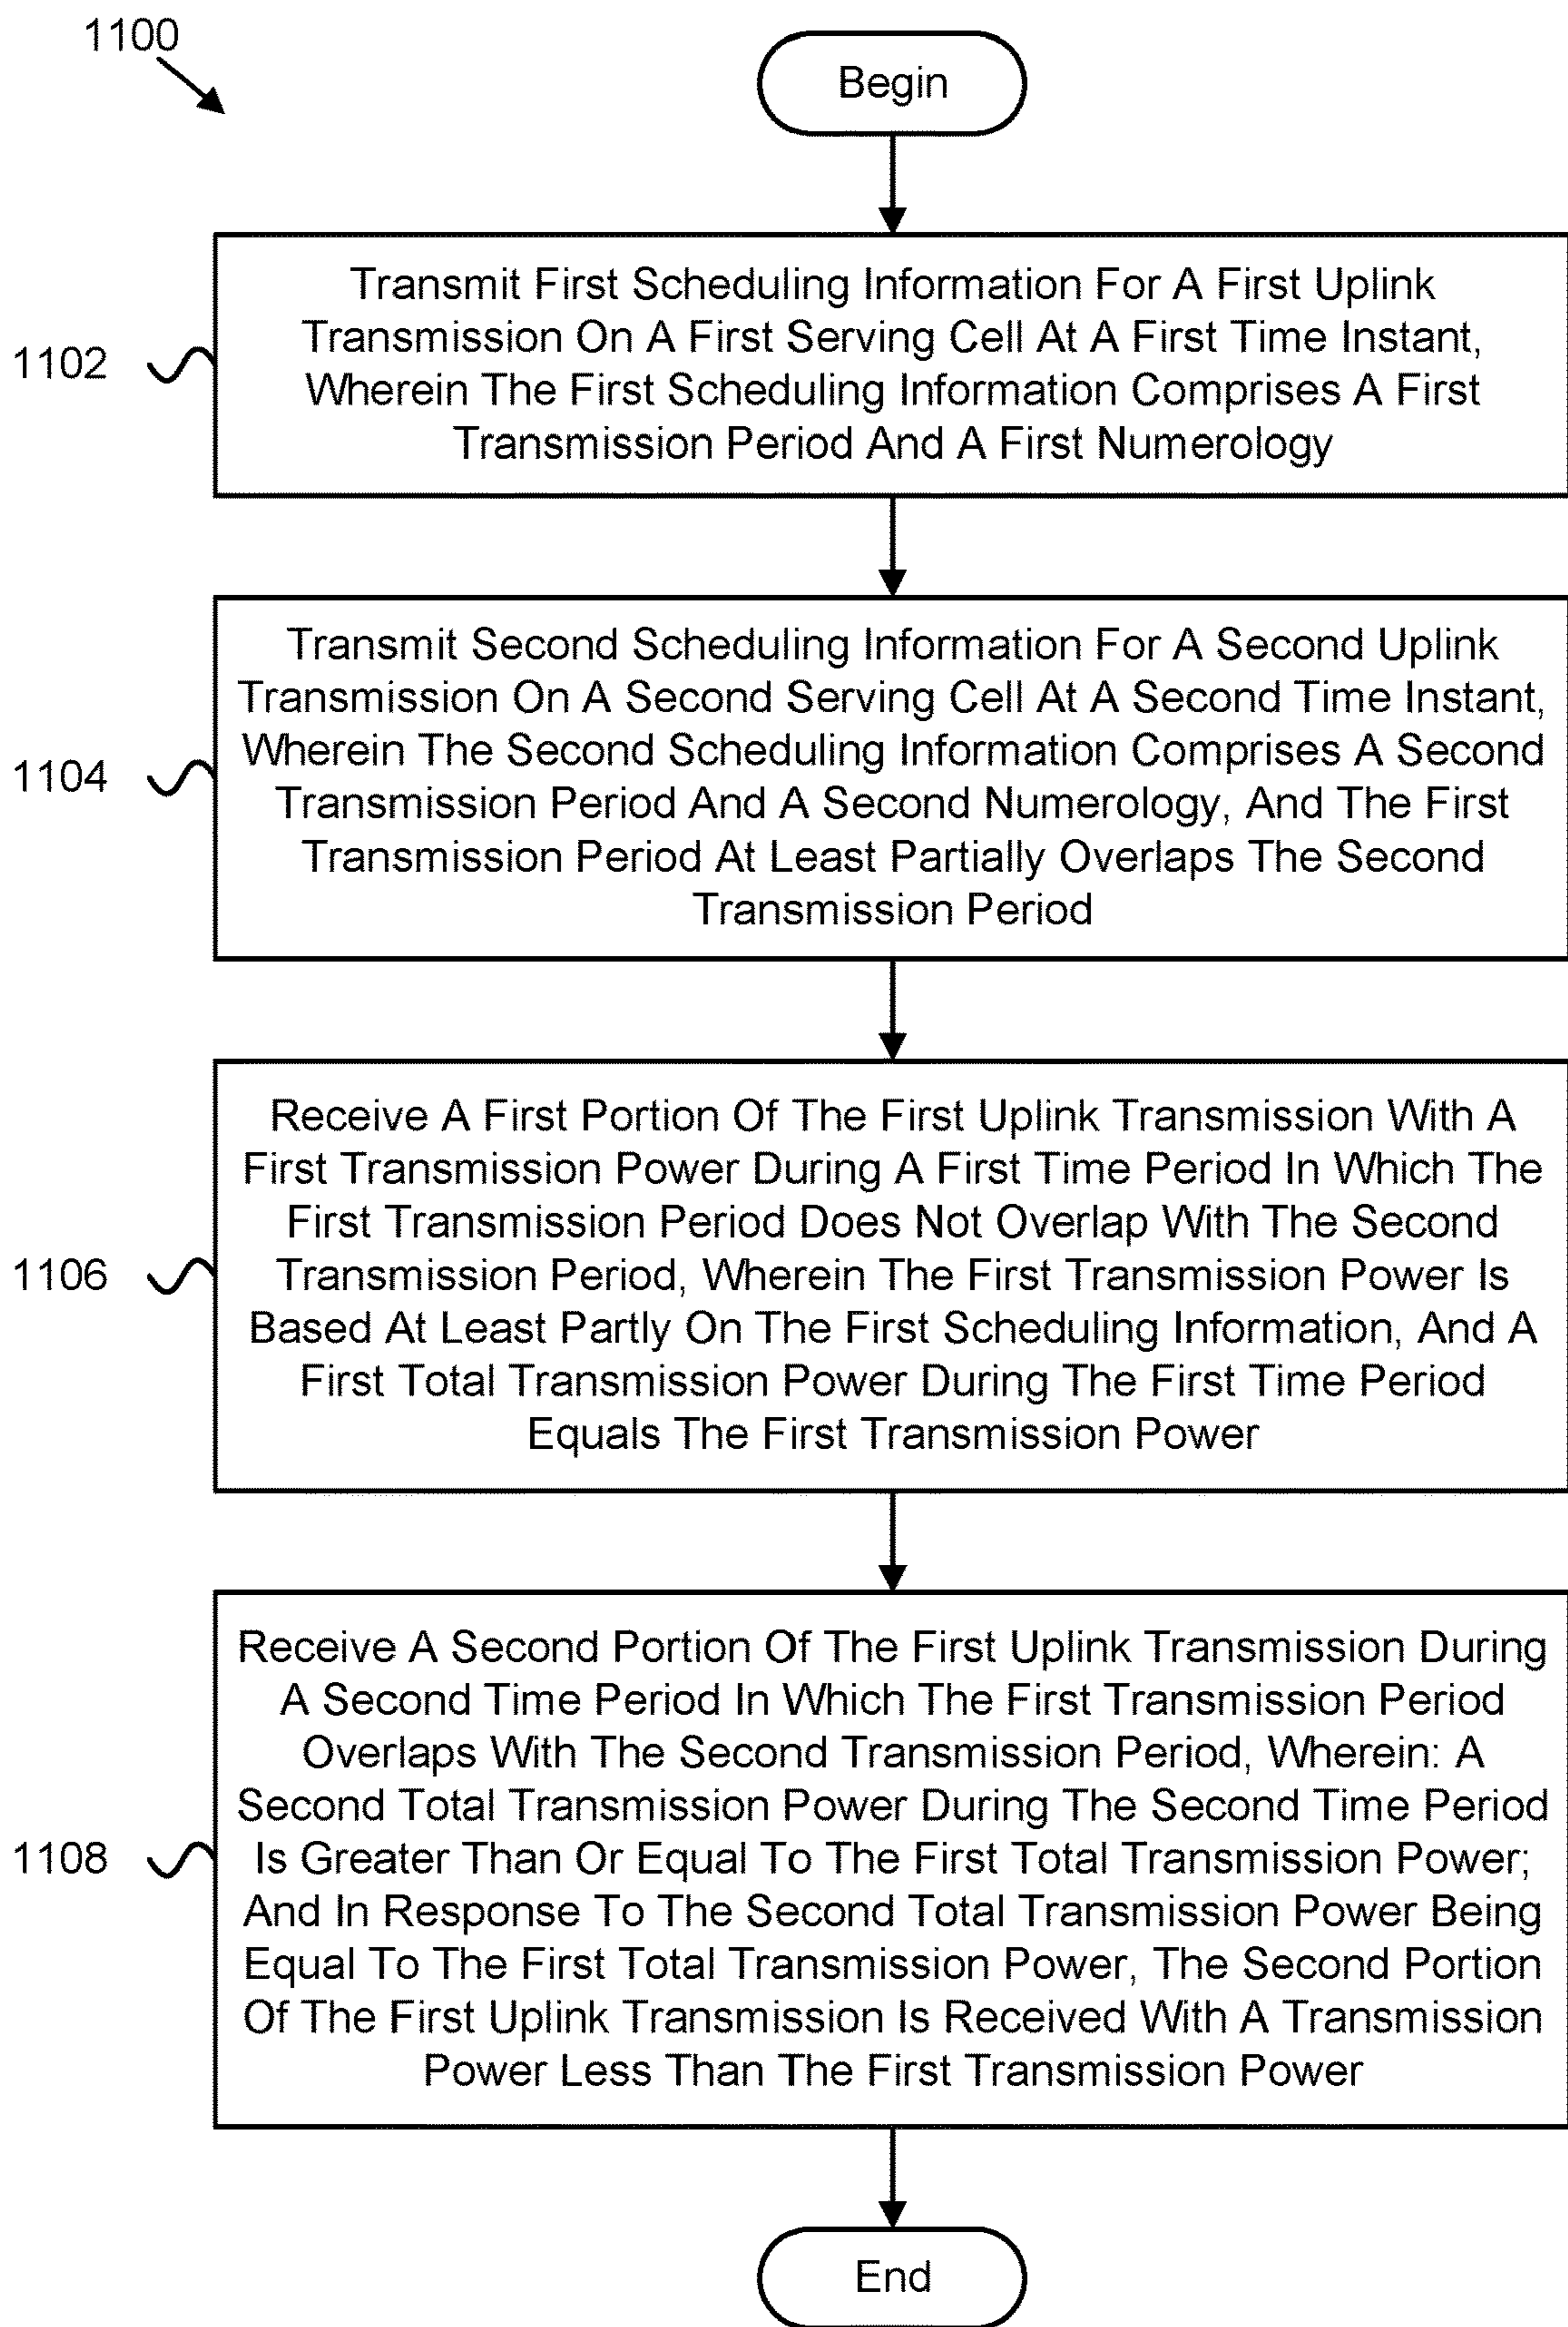 1100
Begin
1102
Transmit First Scheduling Information For A First Uplink
Transmission On A First Serving Cell At A First Time Instant,
Wherein The First Scheduling Information Comprises A First
Transmission Period And A First Numerology
1104
Transmit Second Scheduling Information For A Second Uplink
Transmission On A Second Serving Cell At A Second Time Instant,
Wherein The Second Scheduling Information Comprises A Second
Transmission Period And A Second Numerology, And The First
Transmission Period At Least Partially Overlaps The Second
Transmission Period
1106
Receive A First Portion Of The First Uplink Transmission With A
First Transmission Power During A First Time Period In Which The
First Transmission Period Does Not Overlap With The Second
Transmission Period, Wherein The First Transmission Power Is
Based At Least Partly On The First Scheduling Information, And A
First Total Transmission Power During The First Time Period
Equals The First Transmission Power
1108
Receive A Second Portion Of The First Uplink Transmission During
A Second Time Period In Which The First Transmission Period
Overlaps With The Second Transmission Period, Wherein: A
Second Total Transmission Power During The Second Time Period
Is Greater Than Or Equal To The First Total Transmission Power;
And In Response To The Second Total Transmission Power Being
Equal To The First Total Transmission Power, The Second Portion
Of The First Uplink Transmission Is Received With A Transmission
Power Less Than The First Transmission Power
End